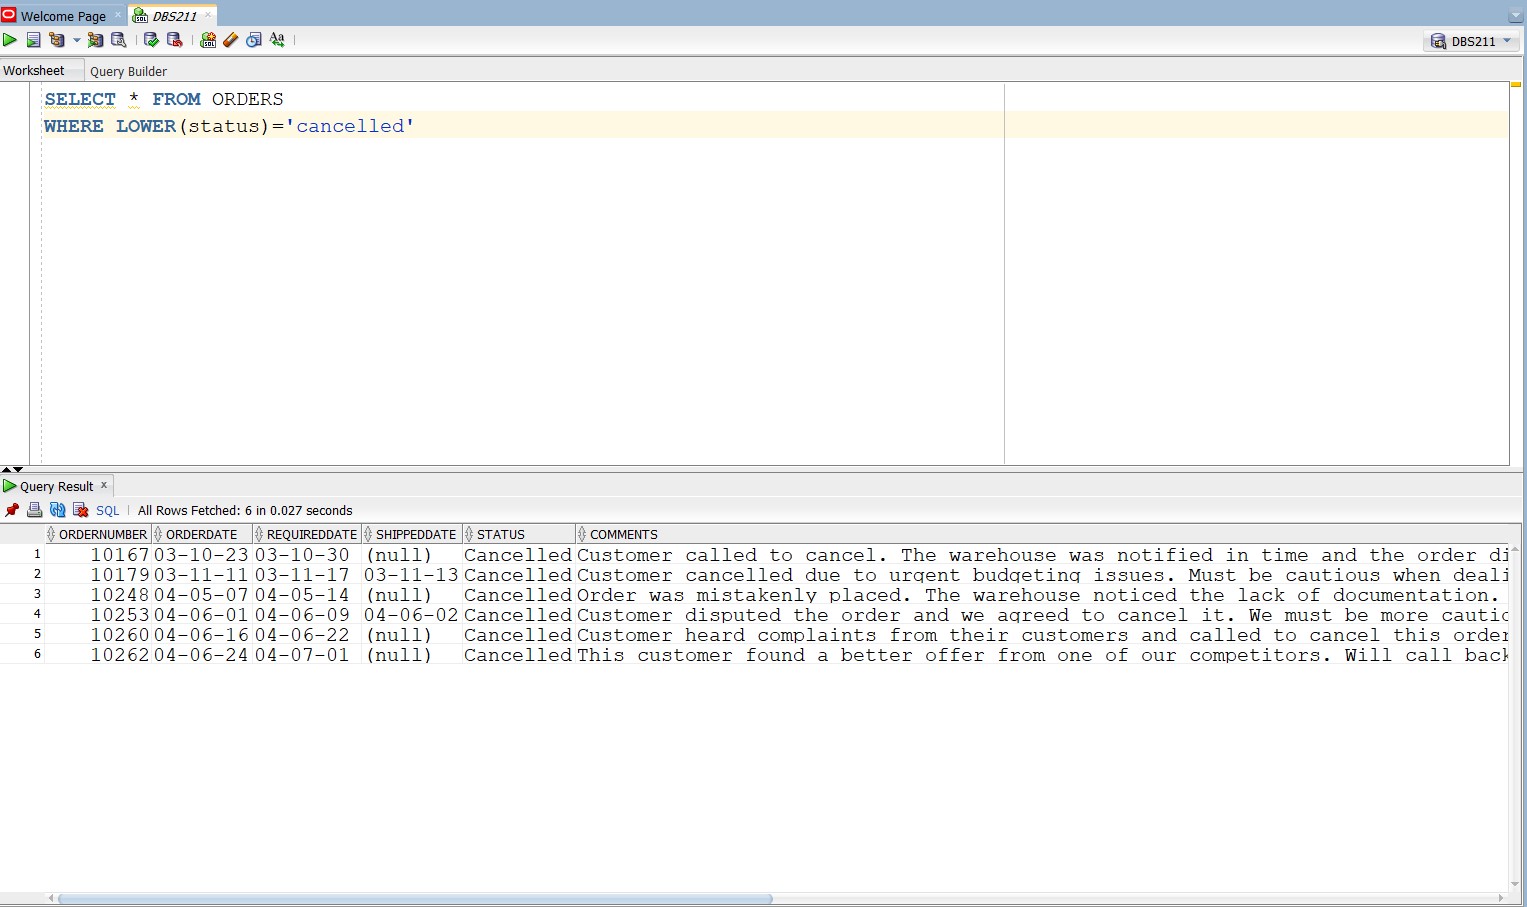 Welcome Page
DBS211
DBS211
Worksheet
Query Builder
SELECT * FROM ORDERS
WHERE LOWER(status)='cancelled'
Query Result
SQL | All Rows Fetched: 6 in 0.027 seconds
ORDERNUMBER ORDERDATE REQUIREDDATE SHIPPEDDATE STATUS COMMENTS
1 10167 03-10-23 03-10-30 (null) Cancelled Customer called to cancel. The warehouse was notified in time and the order di
2 10179 03-11-11 03-11-17 03-11-13 Cancelled Customer cancelled due to urgent budgeting issues. Must be cautious when deali
3 10248 04-05-07 04-05-14 (null) Cancelled Order was mistakenly placed. The warehouse noticed the lack of documentation.
4 10253 04-06-01 04-06-09 04-06-02 Cancelled Customer disputed the order and we agreed to cancel it. We must be more cautio
5 10260 04-06-16 04-06-22 (null) Cancelled Customer heard complaints from their customers and called to cancel this order
6 10262 04-06-24 04-07-01 (null) Cancelled This customer found a better offer from one of our competitors. Will call back